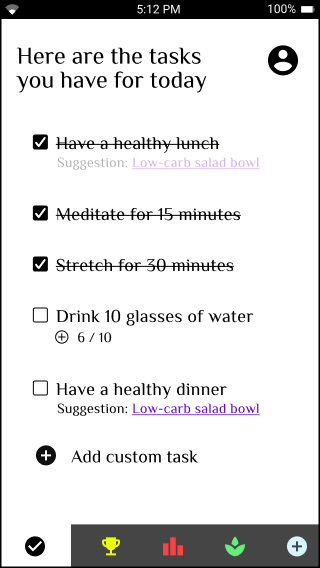 5:12 PM
100%
Here are the tasks
you have for today
Have a healthy lunch
Suggestion: Low-carb salad bowl
Meditate for 15 minutes
Stretch for 30 minutes
Drink 10 glasses of water
6 / 10
Have a healthy dinner
Suggestion: Low-carb salad bowl
Add custom task